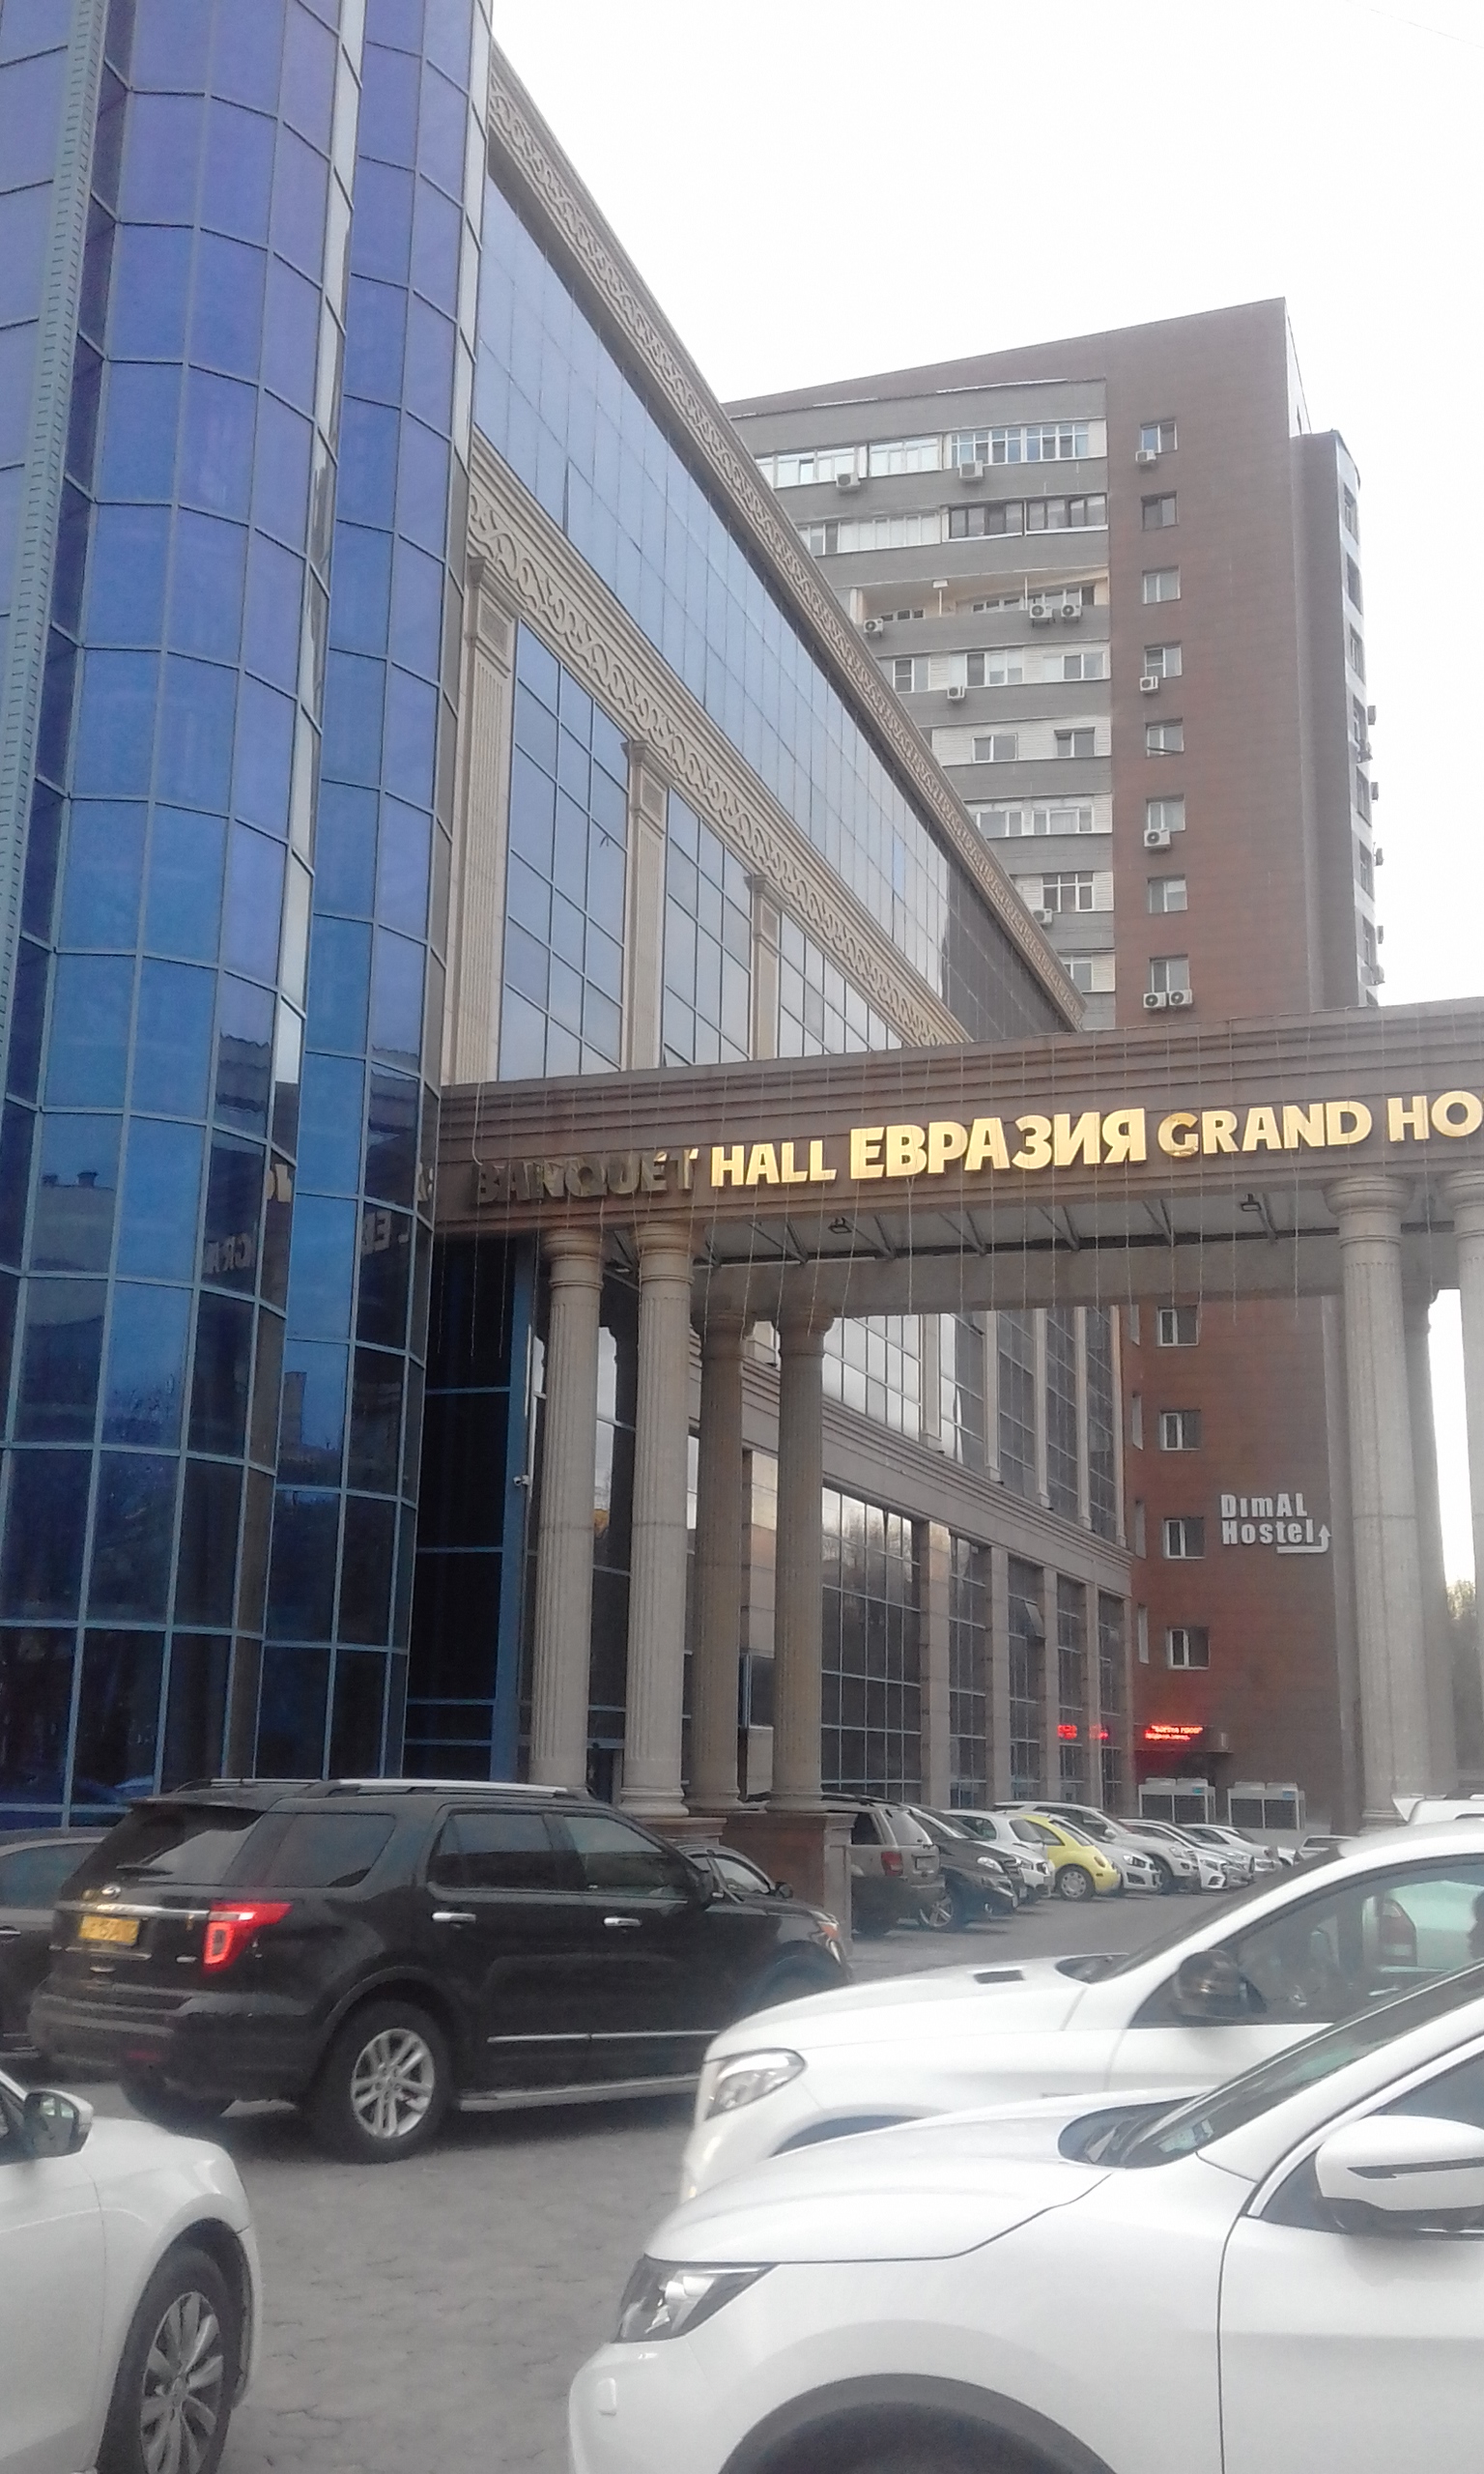 BANQUET HALL ЕВРАЗИЯ GRAND HO
DimAL
Hostel